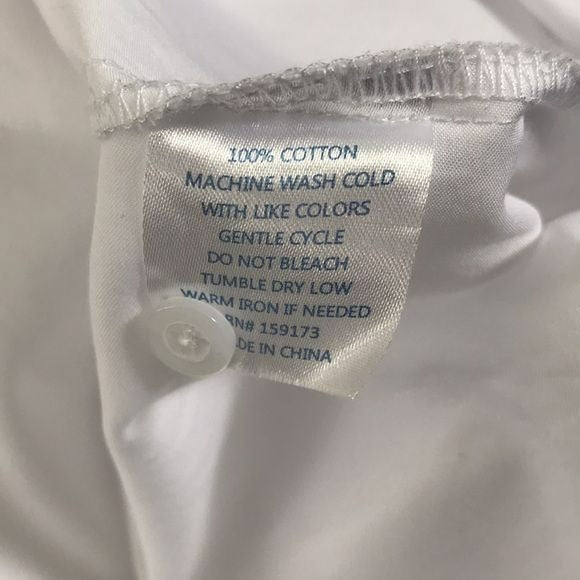 100% COTTON
MACHINE WASH COLD
WITH LIKE COLORS
GENTLE CYCLE
DO NOT BLEACH
TUMBLE DRY LOW
WARM IRON IF NEEDED
RN# 159173
DE IN CHINA